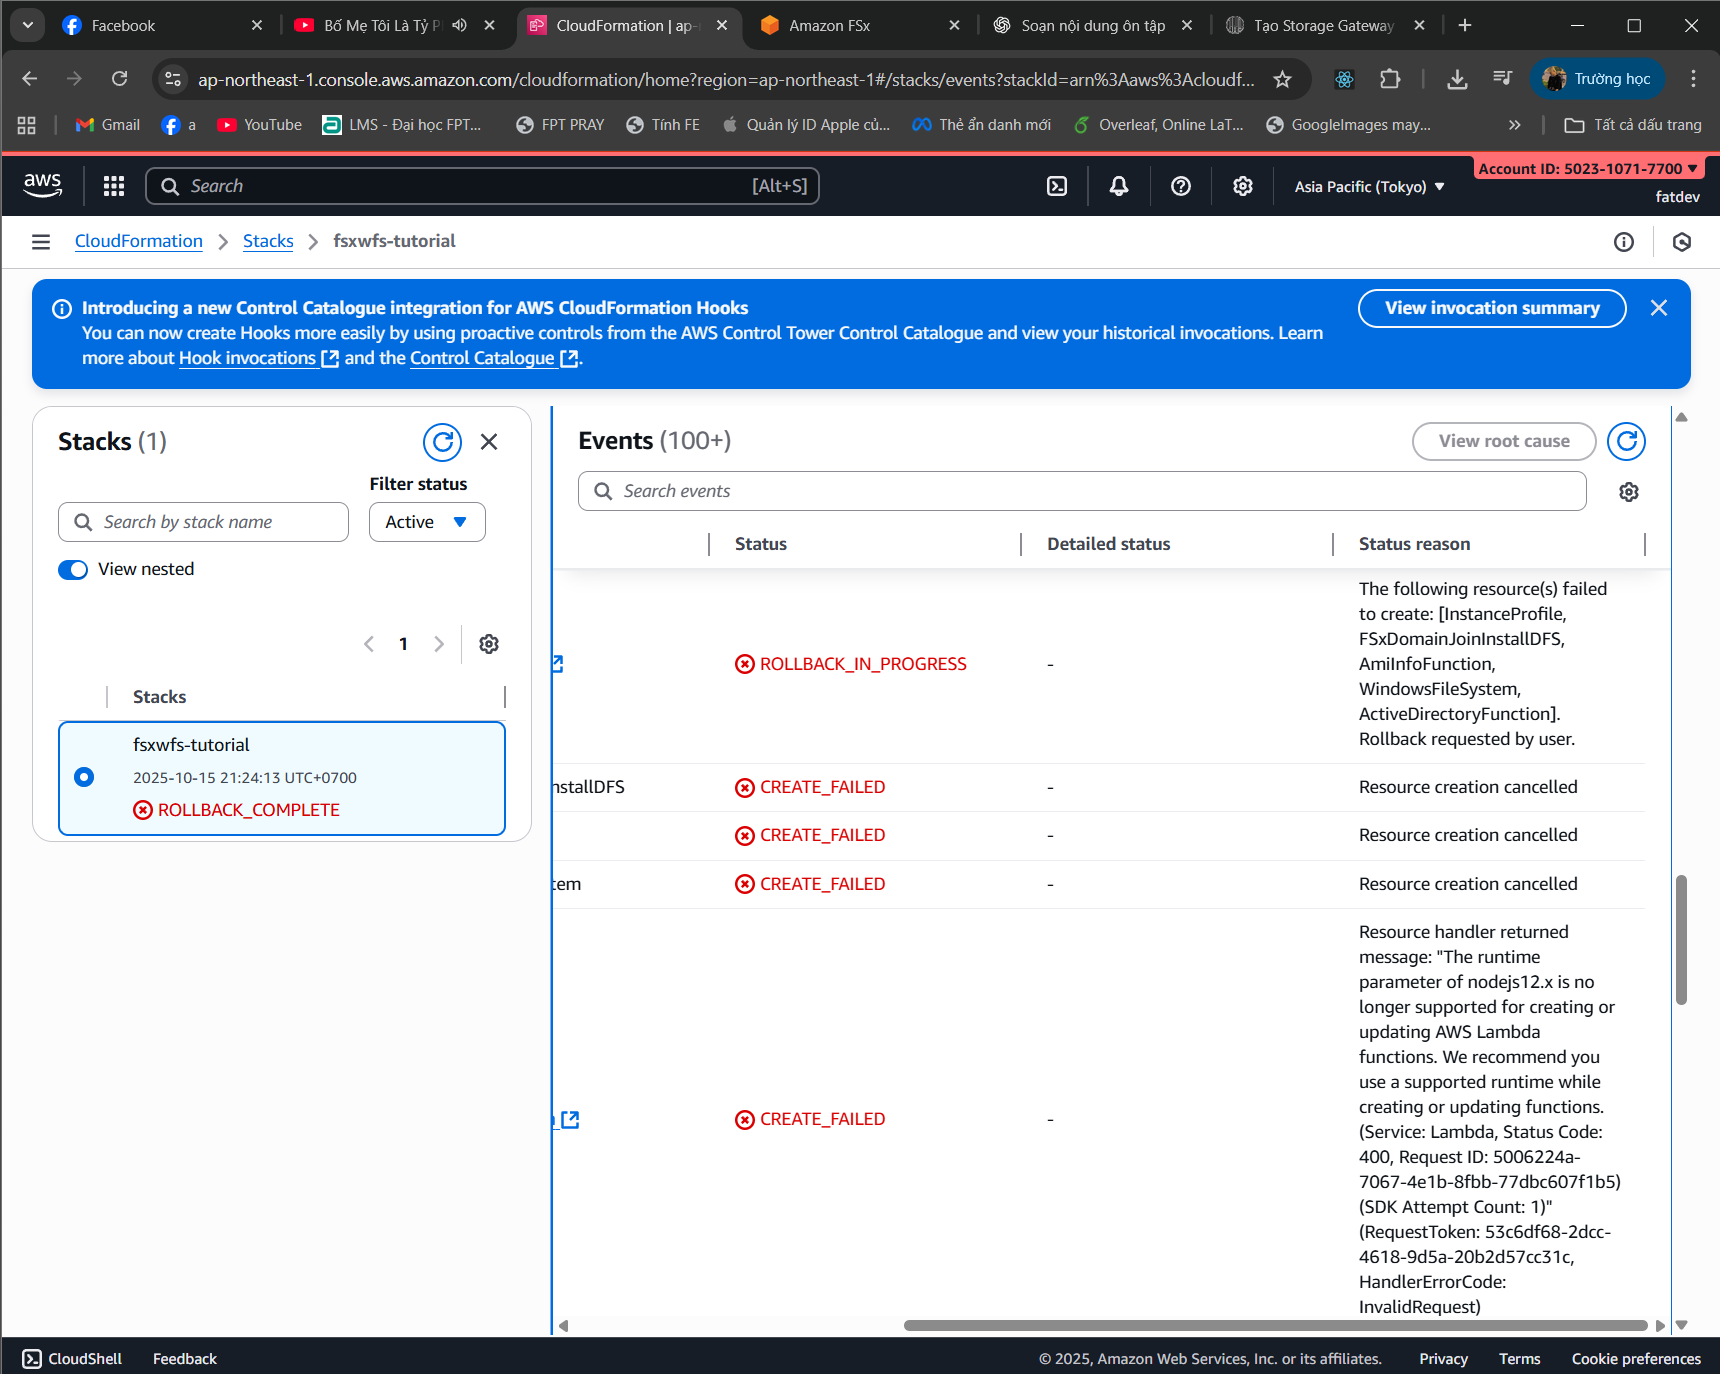 Facebook
Bố Mẹ Tôi Là Tỷ P
CloudFormation | ap-
Amazon FSx
Soạn nội dung ôn tập
Tạo Storage Gateway
ap-northeast-1.console.aws.amazon.com/cloudformation/home?region=ap-northeast-1#/stacks/events?stackId=arn%3Aaws%3Acloudf...
Trường học
Gmail
a
YouTube
LMS - Đại học FPT...
FPT PRAY
Tính FE
Quản lý ID Apple củ...
Thẻ ẩn danh mới
Overleaf, Online LaT...
GoogleImages may...
»
Tất cả dấu trang
aws
Search
[Alt+S]
Asia Pacific (Tokyo)
Account ID: 5023-1071-7700
fatdev
CloudFormation
Stacks
fsxwfs-tutorial
Introducing a new Control Catalogue integration for AWS CloudFormation Hooks
You can now create Hooks more easily by using proactive controls from the AWS Control Tower Control Catalogue and view your historical invocations. Learn
more about Hook invocations and the Control Catalogue .
View invocation summary
Stacks (1)
Filter status
Search by stack name
Active
View nested
1
Stacks
fsxwfs-tutorial
2025-10-15 21:24:13 UTC+0700
ROLLBACK_COMPLETE
Events (100+)
View root cause
Search events
Status
Detailed status
Status reason
ROLLBACK_IN_PROGRESS
-
The following resource(s) failed
to create: [InstanceProfile,
FSxDomainJoinInstallDFS,
AmiInfoFunction,
WindowsFileSystem,
ActiveDirectoryFunction].
Rollback requested by user.
nstallDFS
CREATE_FAILED
-
Resource creation cancelled
CREATE_FAILED
-
Resource creation cancelled
tem
CREATE_FAILED
-
Resource creation cancelled
CREATE_FAILED
-
Resource handler returned
message: "The runtime
parameter of nodejs12.x is no
longer supported for creating or
updating AWS Lambda
functions. We recommend you
use a supported runtime while
creating or updating functions.
(Service: Lambda, Status Code:
400, Request ID: 5006224a-
7067-4e1b-8fbb-77dbc607f1b5)
(SDK Attempt Count: 1)"
(RequestToken: 53c6df68-2dcc-
4618-9d5a-20b2d57cc31c,
HandlerErrorCode:
InvalidRequest)
CloudShell
Feedback
© 2025, Amazon Web Services, Inc. or its affiliates.
Privacy
Terms
Cookie preferences